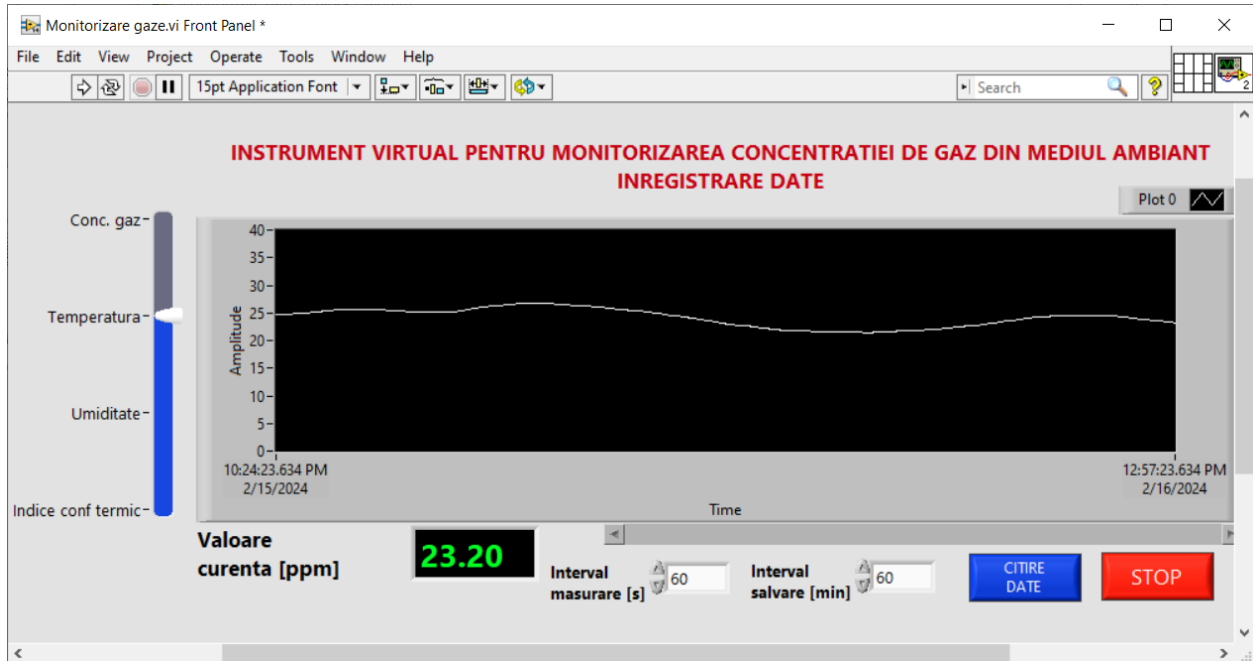 Monitorizare gaze.vi Front Panel *
File Edit View Project Operate Tools Window Help
15pt Application Font
Search
?
2
INSTRUMENT VIRTUAL PENTRU MONITORIZAREA CONCENTRATIEI DE GAZ DIN MEDIUL AMBIANT
INREGISTRARE DATE
Plot 0
Conc. gaz
Temperatura
Umiditate
Indice conf termic
Amplitude
40
35
30
25
20
15
10
5
0
10:24:23.634 PM
2/15/2024
12:57:23.634 PM
2/16/2024
Time
Valoare
curenta [ppm]
23.20
Interval
masurare [s]
60
Interval
salvare [min]
60
CITIRE
DATE
STOP